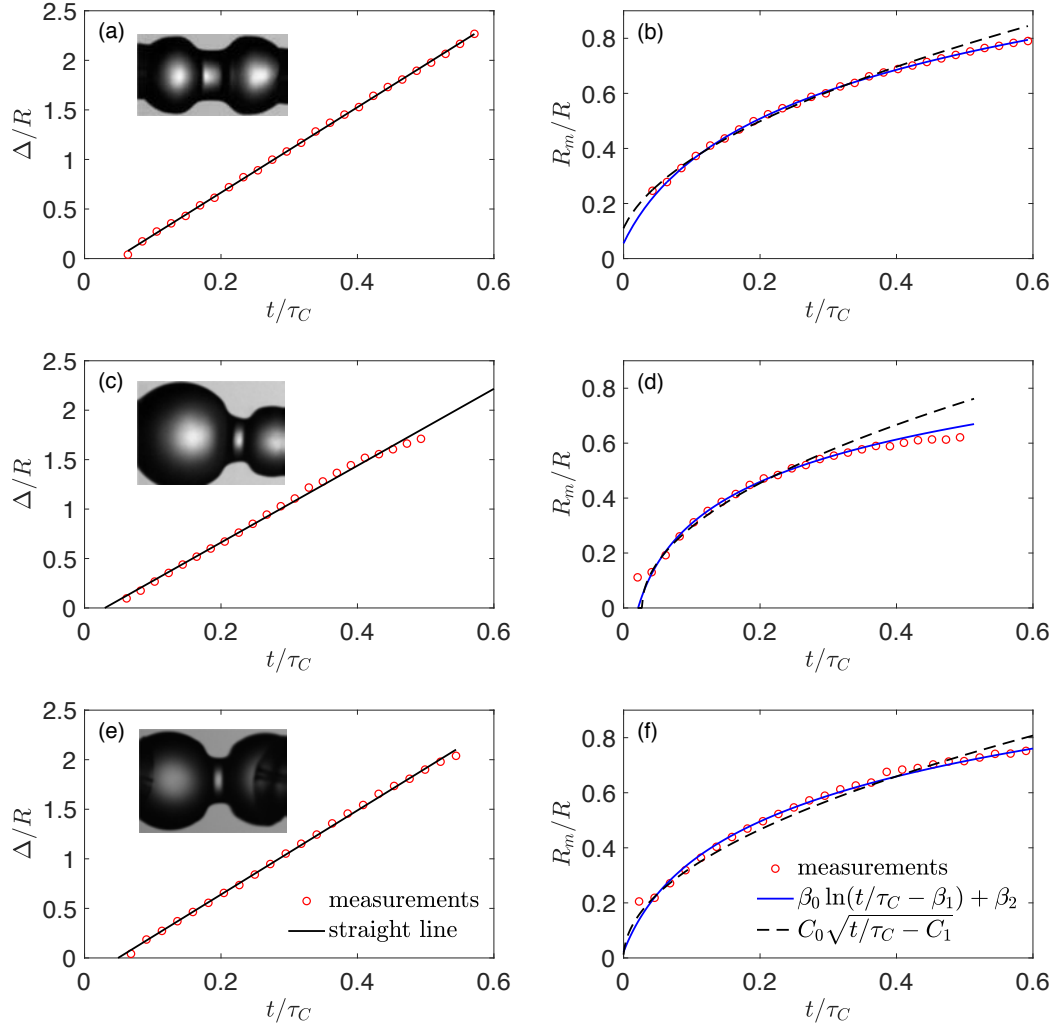 (a)
2.5
2
1.5
1
0.5
0
Δ/R
0 0.2 0.4 0.6
t/τ_C
(b)
0.8
0.6
0.4
0.2
0
R_m/R
0 0.2 0.4 0.6
t/τ_C
(c)
2.5
2
1.5
1
0.5
0
Δ/R
0 0.2 0.4 0.6
t/τ_C
(d)
0.8
0.6
0.4
0.2
0
R_m/R
0 0.2 0.4 0.6
t/τ_C
(e)
2.5
2
1.5
1
0.5
0
Δ/R
measurements
straight line
0 0.2 0.4 0.6
t/τ_C
(f)
0.8
0.6
0.4
0.2
0
R_m/R
measurements
β_0 ln(t/τ_C − β_1) + β_2
C_0√(t/τ_C − C_1)
0 0.2 0.4 0.6
t/τ_C